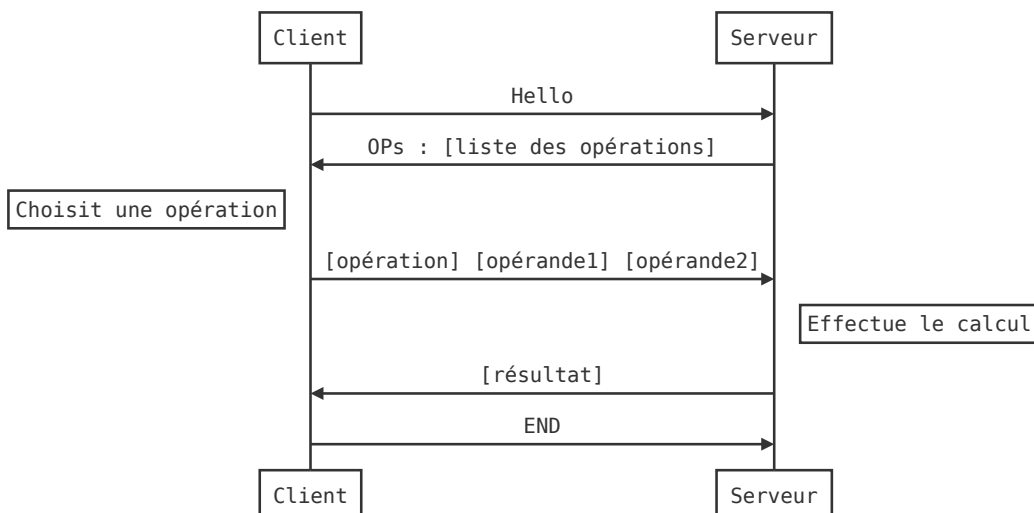 Client
Serveur
Hello
OPs : [liste des opérations]
Choisit une opération
[opération] [opérande1] [opérande2]
Effectue le calcul
[résultat]
END
Client
Serveur